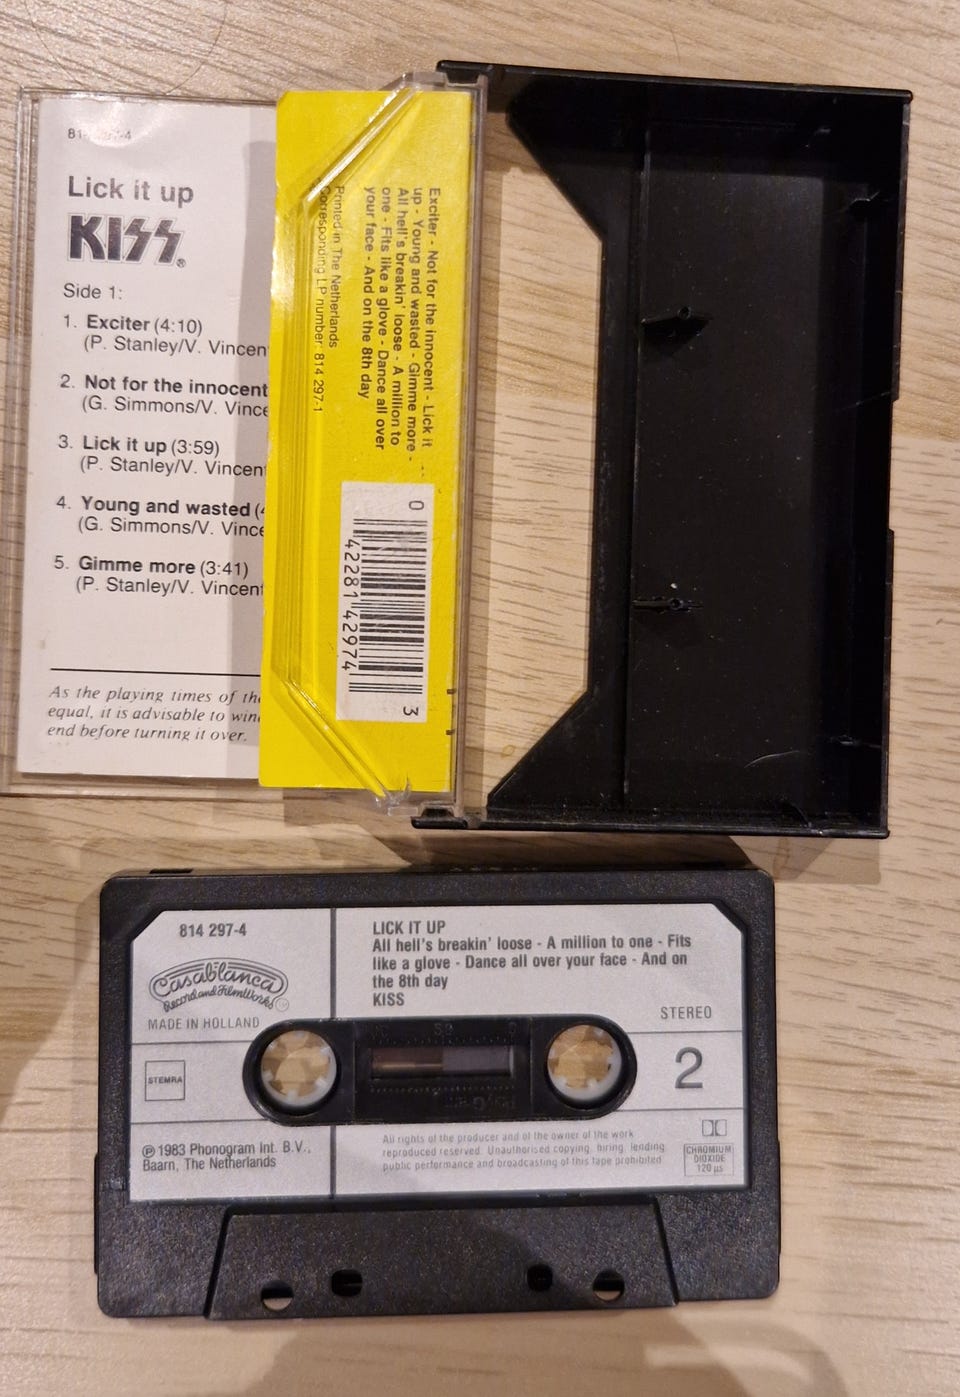 Lick it up
KISS®
Side 1:
1. Exciter (4:10)
(P. Stanley/V. Vincen
2. Not for the innocent
(G. Simmons/V. Vince
3. Lick it up (3:59)
(P. Stanley/V. Vincen
4. Young and wasted (4
(G. Simmons/V. Vince
5. Gimme more (3:41)
(P. Stanley/V. Vincent
As the playing times of the
equal, it is advisable to win
end before turning it over.
Exciter - Not for the innocent - Lick it
up - Young and wasted - Gimme more -
All hell's breakin' loose - A million to
one - Fits like a glove - Dance all over
your face - And on the 8th day
Printed in The Netherlands
Corresponding LP number: 814 297-1
0 42281 42974 3
814 297-4
Casablanca
Record and FilmWorks
MADE IN HOLLAND
STEMRA
℗ 1983 Phonogram Int. B.V.,
Baarn, The Netherlands
LICK IT UP
All hell's breakin' loose - A million to one - Fits
like a glove - Dance all over your face - And on
the 8th day
KISS
STEREO
2
All rights of the producer and of the owner of the work
reproduced reserved. Unauthorised copying, hiring, lending
public performance and broadcasting of this tape prohibited
CHROMIUM
DIOXIDE
120 µs